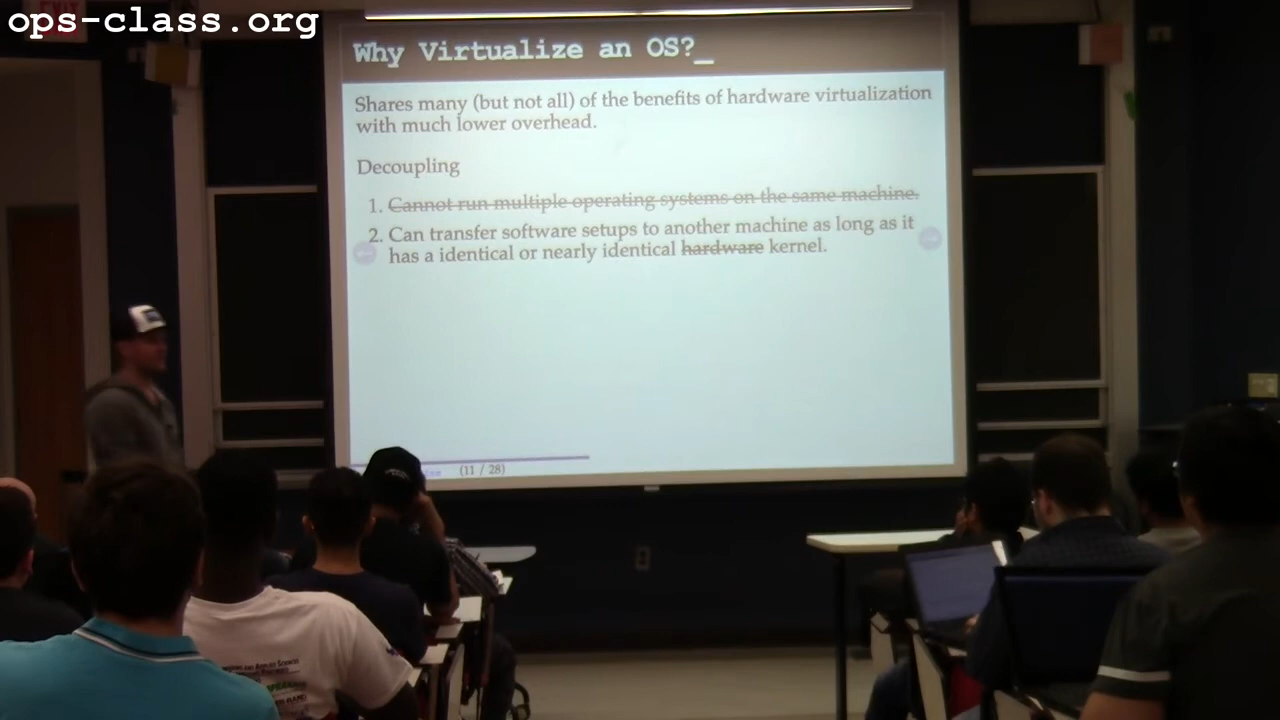 ops-class.org
EXIT
Why Virtualize an OS?_
Shares many (but not all) of the benefits of hardware virtualization
with much lower overhead.
Decoupling
1. Cannot run multiple operating systems on the same machine.
2. Can transfer software setups to another machine as long as it
has a identical or nearly identical hardware kernel.
(11 / 28)